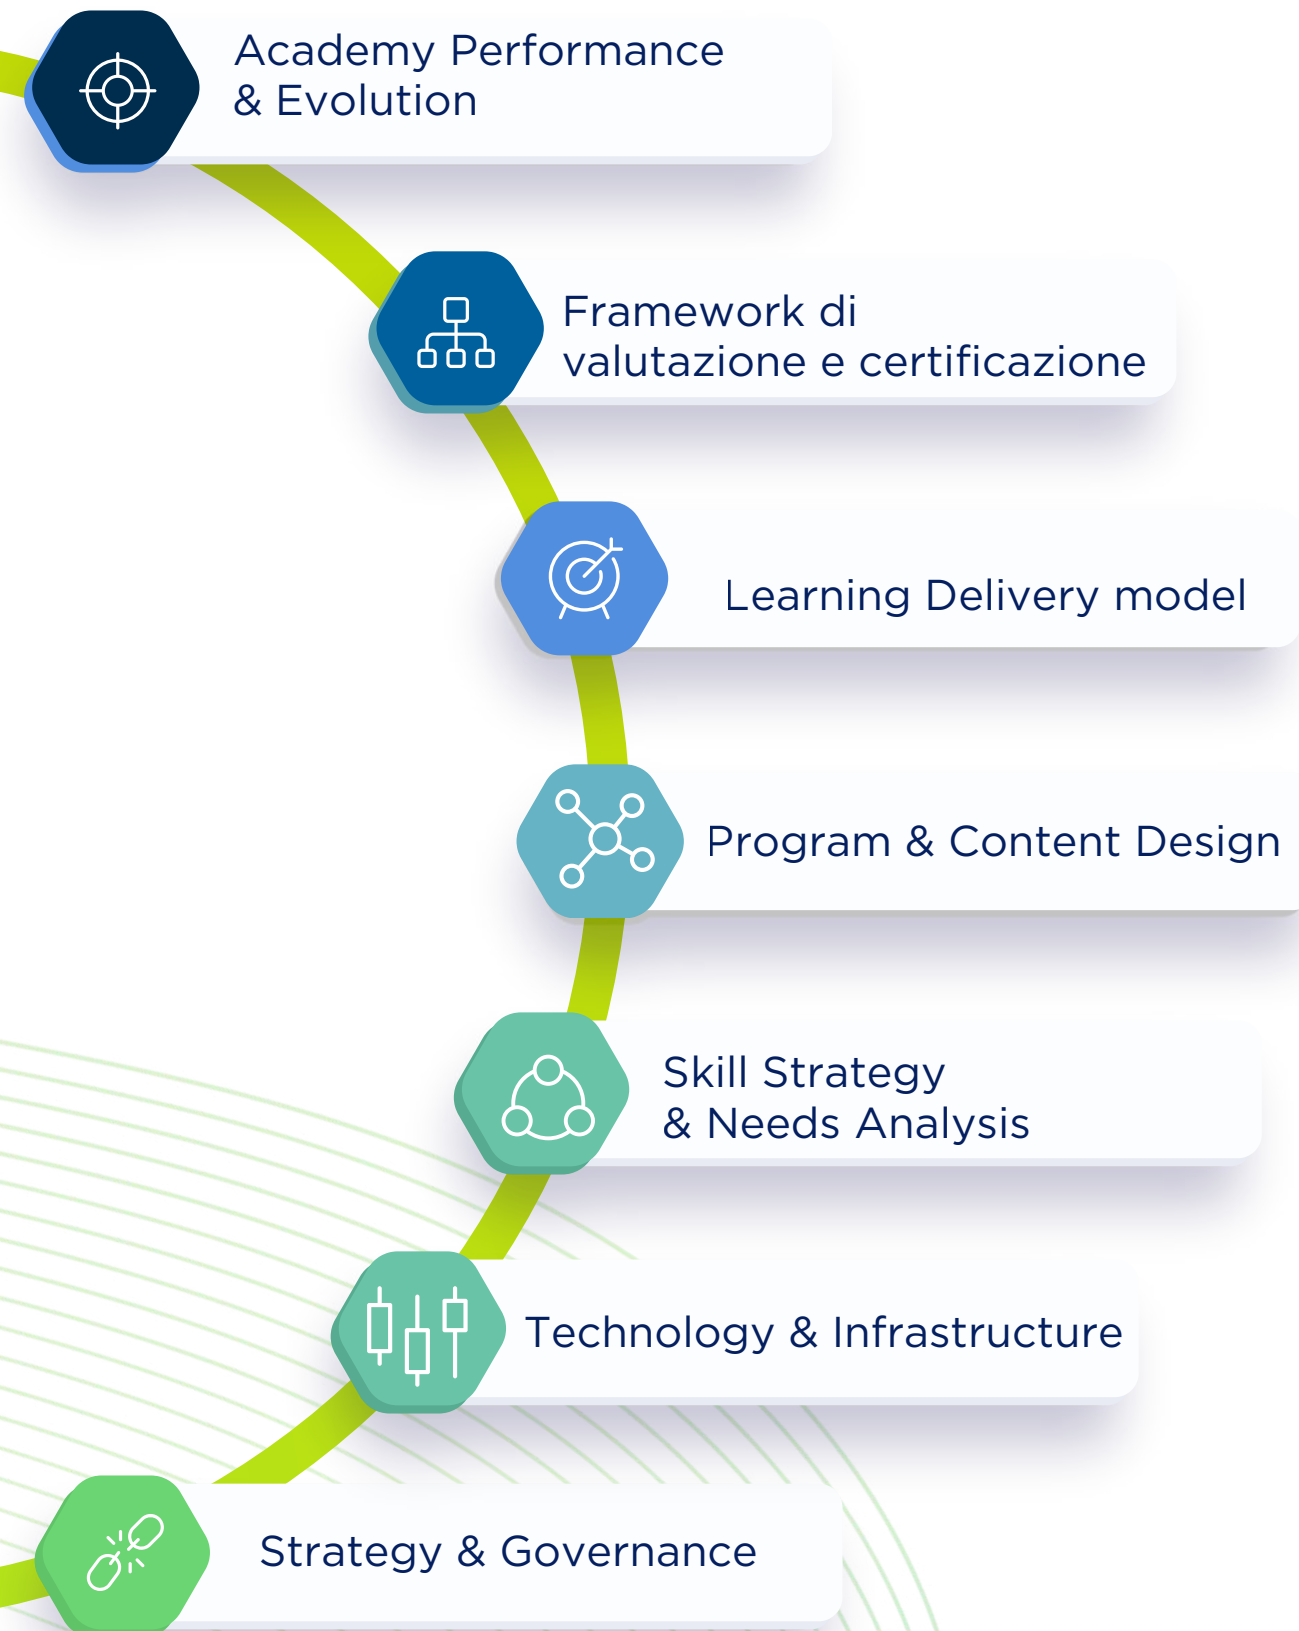 Academy Performance
& Evolution
Framework di
valutazione e certificazione
Learning Delivery model
Program & Content Design
Skill Strategy
& Needs Analysis
Technology & Infrastructure
Strategy & Governance